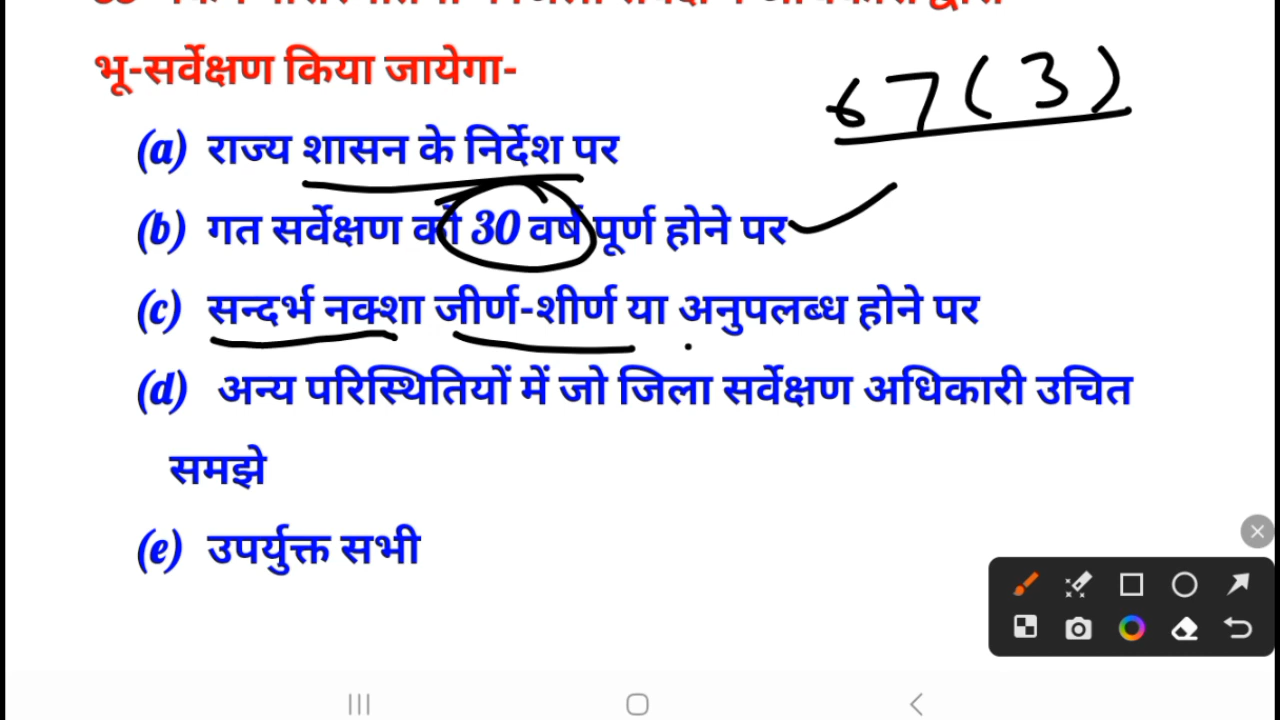 भू-सर्वेक्षण किया जायेगा-
67(3)
(a) राज्य शासन के निर्देश पर
(b) गत सर्वेक्षण को 30 वर्ष पूर्ण होने पर
(c) सन्दर्भ नक्शा जीर्ण-शीर्ण या अनुपलब्ध होने पर
(d) अन्य परिस्थितियों में जो जिला सर्वेक्षण अधिकारी उचित
समझे
(e) उपर्युक्त सभी